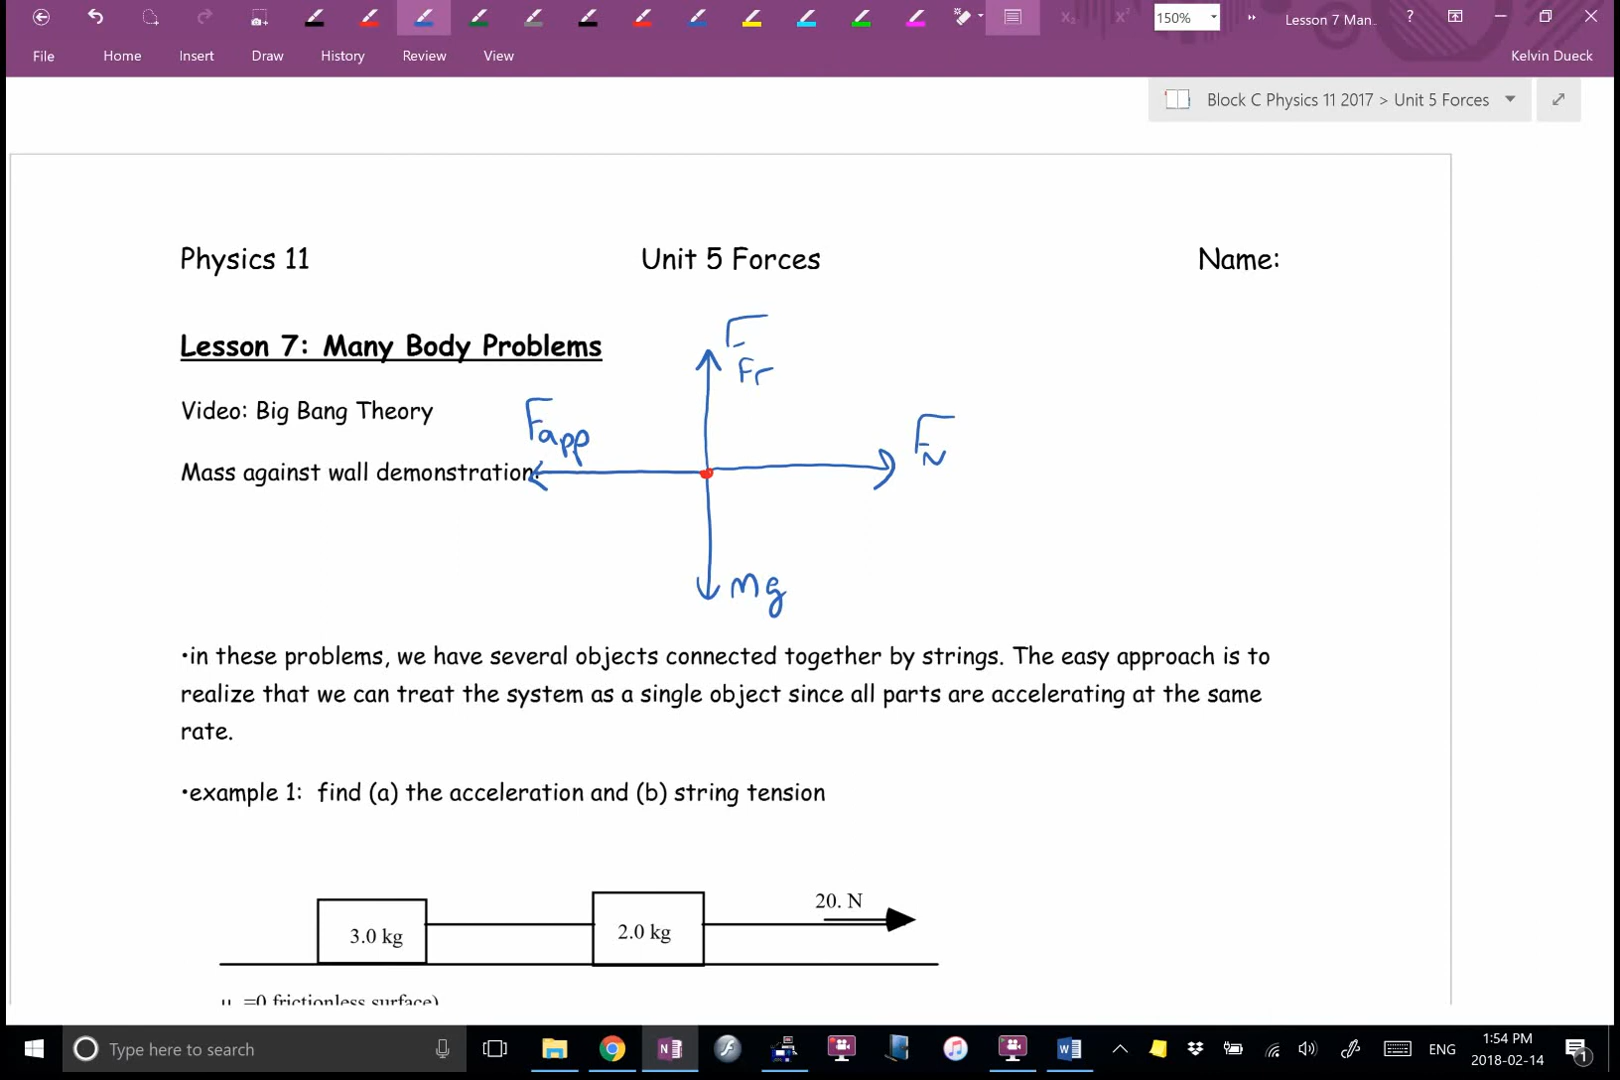 150%
Lesson 7 Man..
?
File Home Insert Draw History Review View
Kelvin Dueck
Block C Physics 11 2017 > Unit 5 Forces
Physics 11 Unit 5 Forces Name:
Lesson 7: Many Body Problems
F Fr
Video: Big Bang Theory
Fapp
FN
Mass against wall demonstration
mg
•in these problems, we have several objects connected together by strings. The easy approach is to
realize that we can treat the system as a single object since all parts are accelerating at the same
rate.
•example 1: find (a) the acceleration and (b) string tension
20. N
3.0 kg
2.0 kg
=0 frictionless surface)
Type here to search
ENG
1:54 PM
2018-02-14
1